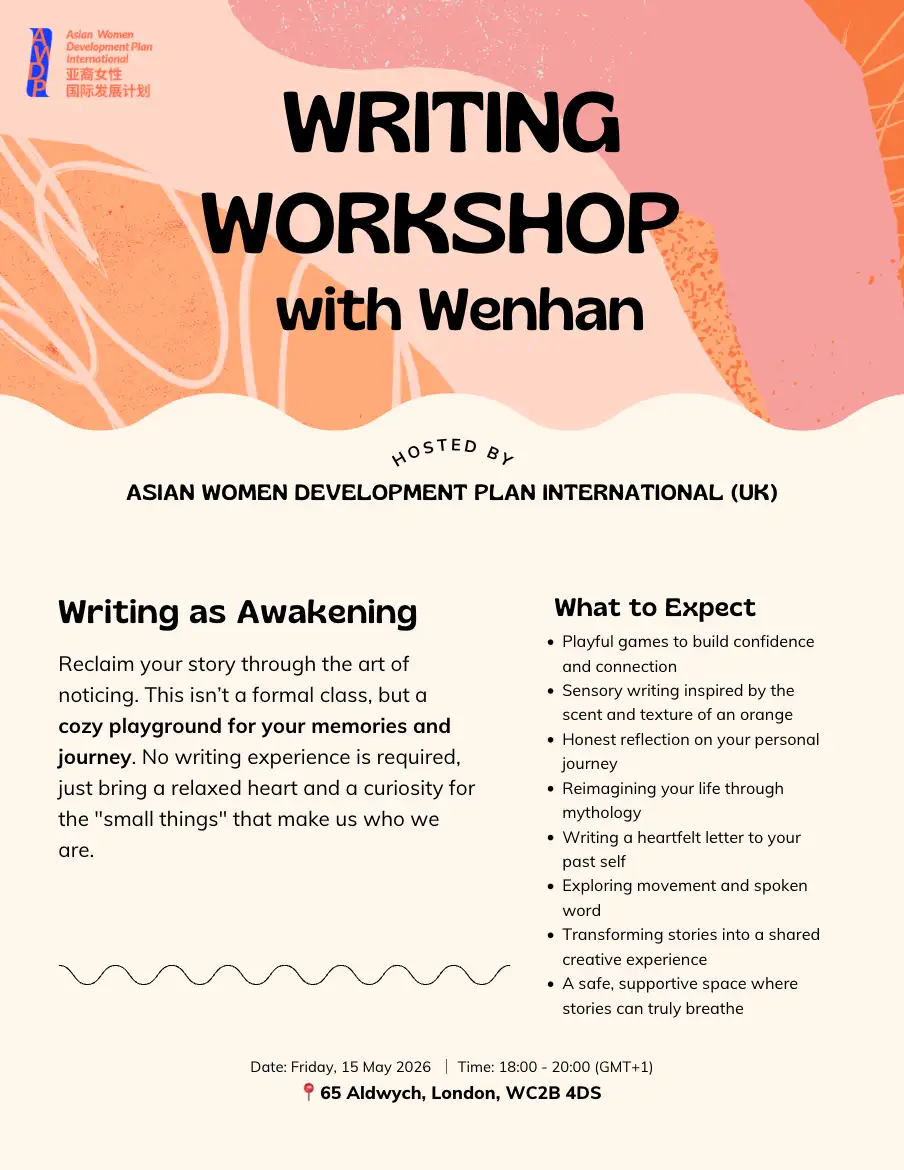 AWDP
Asian Women
Development Plan
International
亚裔女性
国际发展计划
WRITING
WORKSHOP
with Wenhan
HOSTED BY
ASIAN WOMEN DEVELOPMENT PLAN INTERNATIONAL (UK)
Writing as Awakening
Reclaim your story through the art of
noticing. This isn’t a formal class, but a
cozy playground for your memories and
journey. No writing experience is required,
just bring a relaxed heart and a curiosity for
the "small things" that make us who we
are.
What to Expect
• Playful games to build confidence
and connection
• Sensory writing inspired by the
scent and texture of an orange
• Honest reflection on your personal
journey
• Reimagining your life through
mythology
• Writing a heartfelt letter to your
past self
• Exploring movement and spoken
word
• Transforming stories into a shared
creative experience
• A safe, supportive space where
stories can truly breathe
Date: Friday, 15 May 2026 | Time: 18:00 - 20:00 (GMT+1)
📍65 Aldwych, London, WC2B 4DS